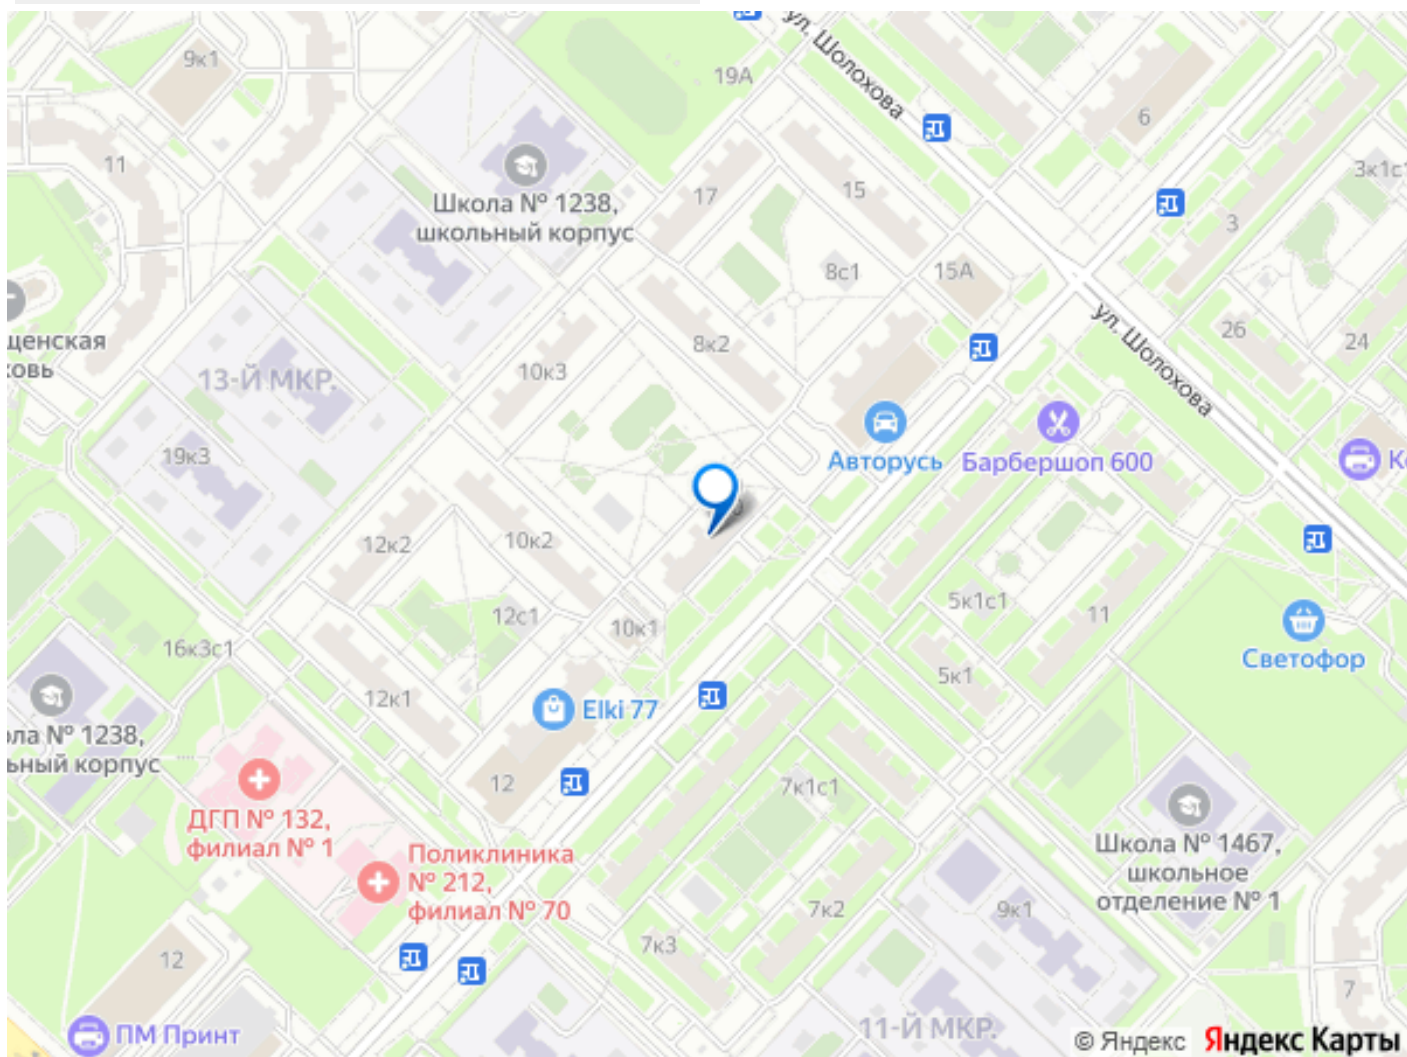 ул. Шолохова
9к1
19А
6
11
3к1с1
Школа № 1238,
школьный корпус
17
15
3
8с1
15А
щенская
овь
ул. Шолохова
26
24
8к2
10к3
13-Й МКР.
19к3
Авторусь
Барбершоп 600
12к2
10к2
12с1
10к1
5к1с1
11
16к3с1
Светофор
5к1
12к1
Elki 77
ола № 1238,
ьный корпус
12
7к1с1
ДГП № 132,
филиал № 1
Поликлиника
№ 212,
филиал № 70
Школа № 1467,
школьное
отделение № 1
7к2
9к1
7к3
12
7
ПМ Принт
11-Й МКР.
© Яндекс Яндекс Карты